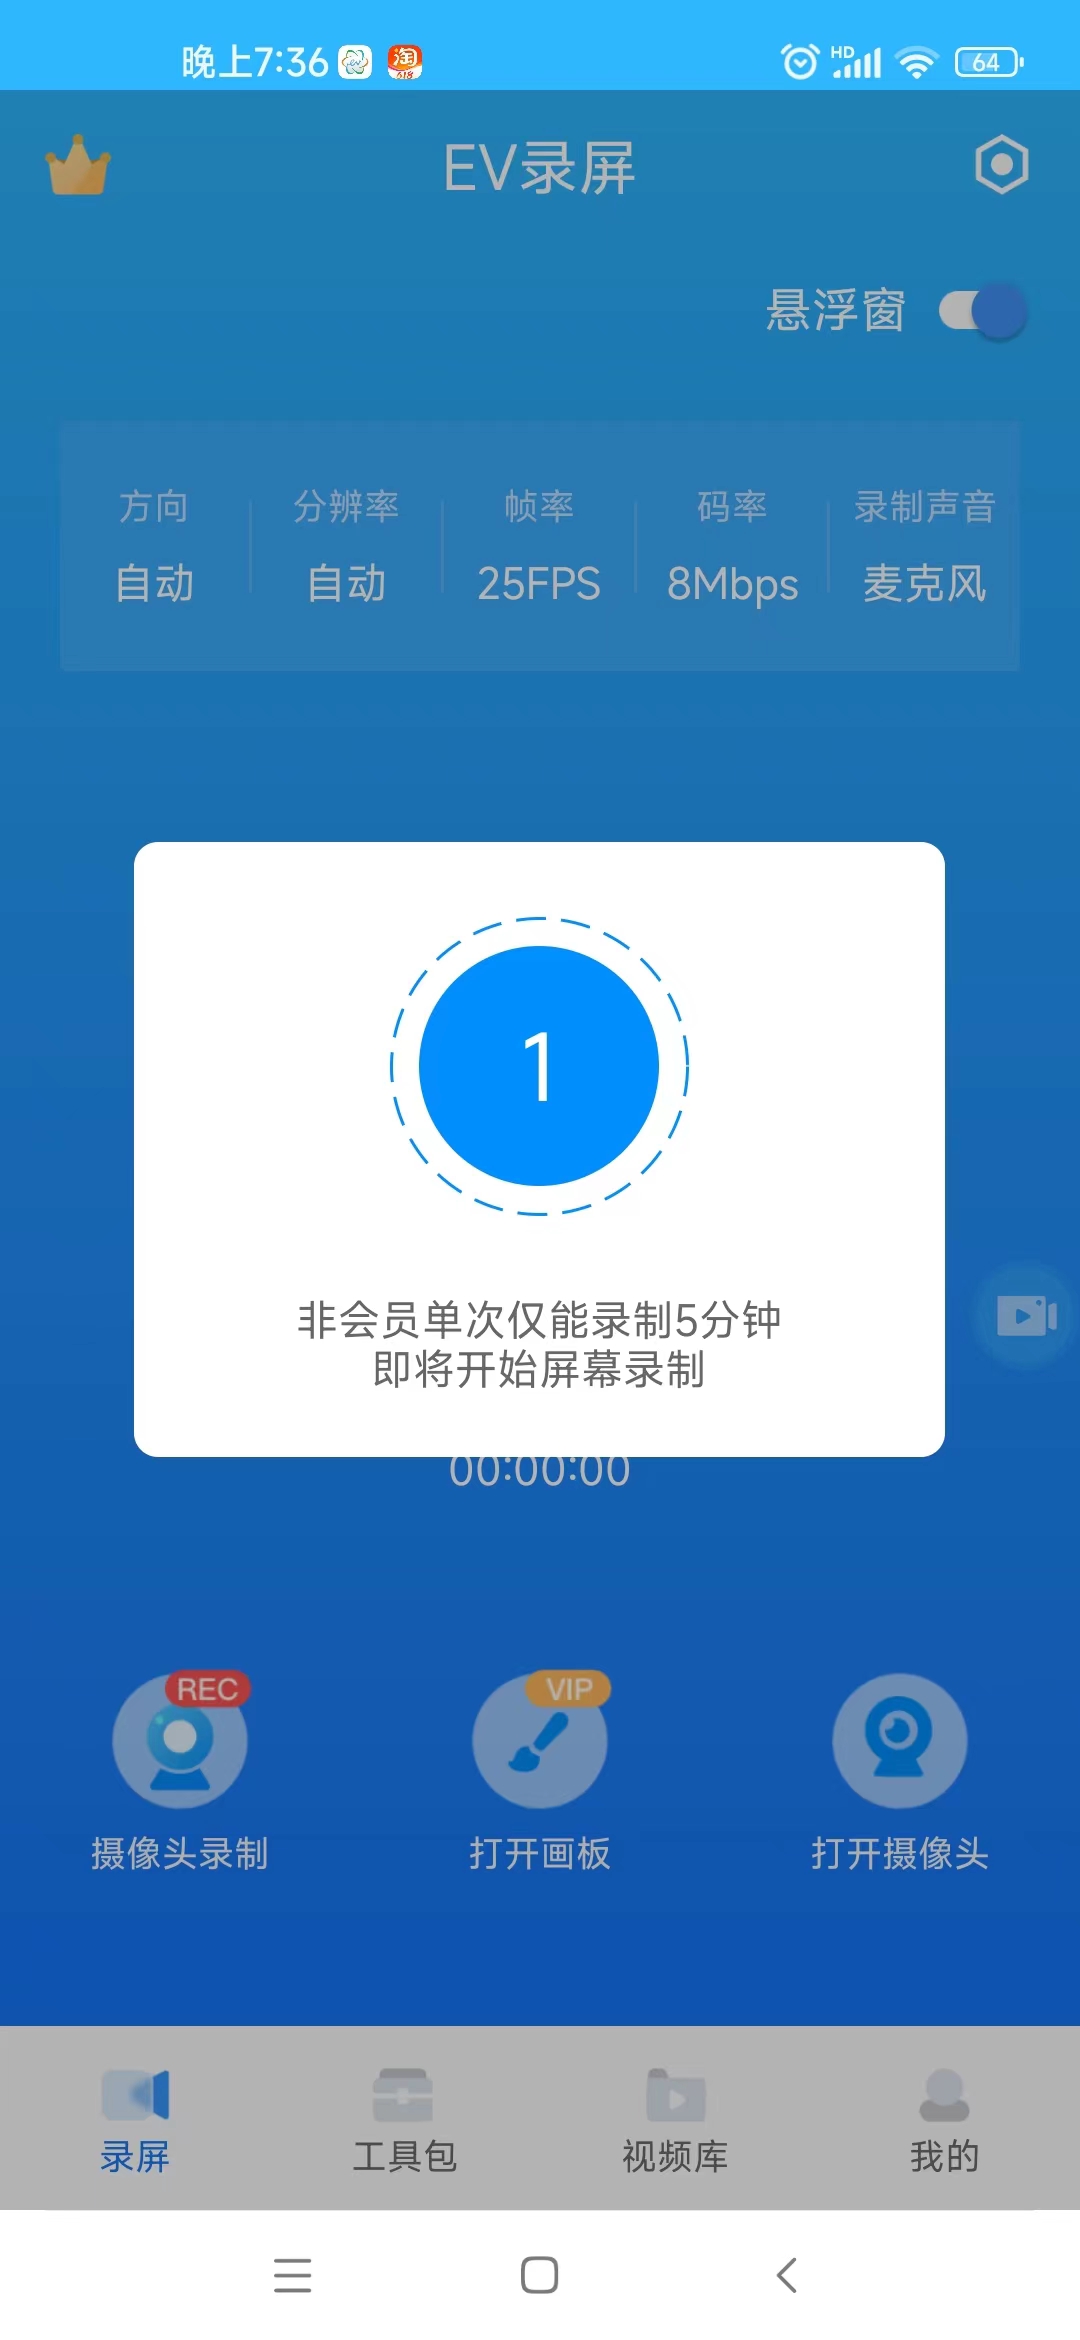 晚上7:36
HD
64
EV录屏
悬浮窗
方向 分辨率 帧率 码率 录制声音
自动 自动 25FPS 8Mbps 麦克风
1
非会员单次仅能录制5分钟
即将开始屏幕录制
00:00:00
REC
VIP
摄像头录制 打开画板 打开摄像头
录屏 工具包 视频库 我的